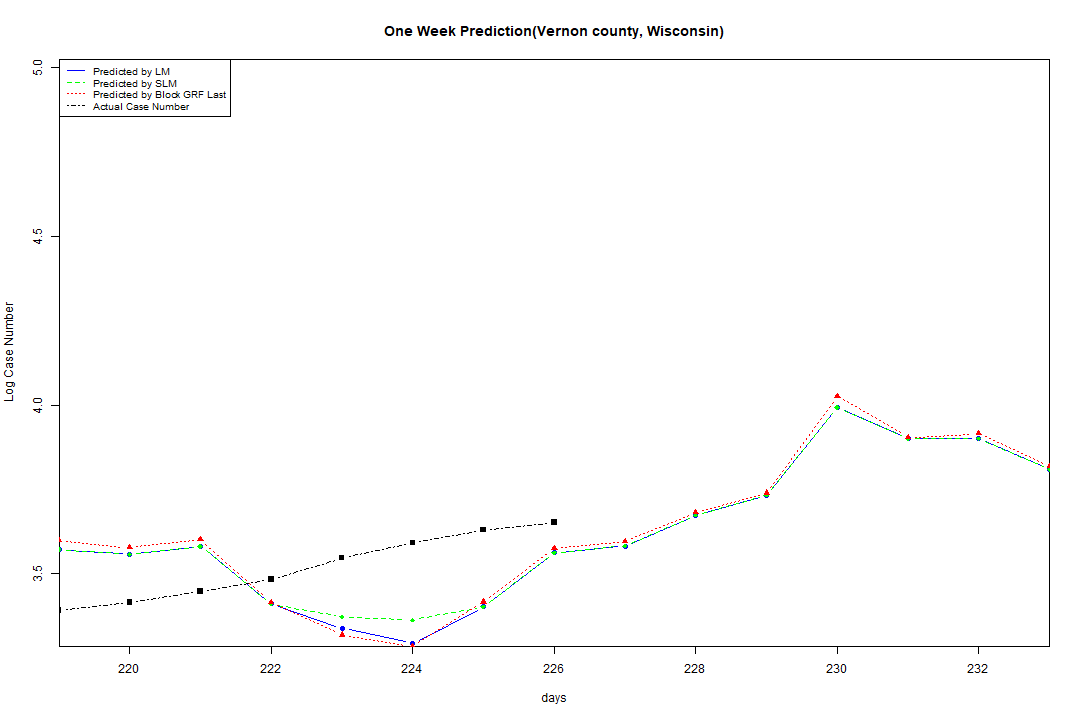 One Week Prediction(Vernon county, Wisconsin)
Predicted by LM
Predicted by SLM
Predicted by Block GRF Last
Actual Case Number
5.0
4.5
4.0
3.5
Log Case Number
220 222 224 226 228 230 232
days